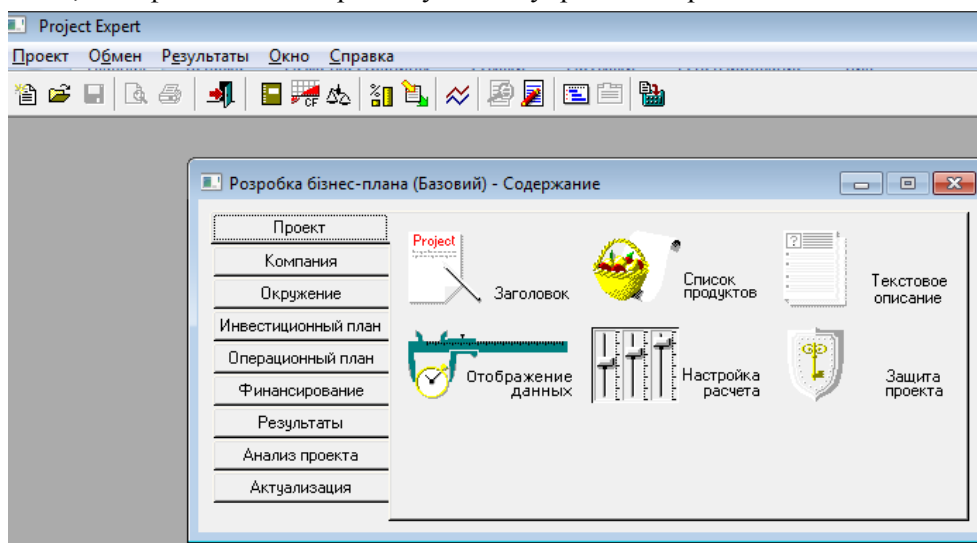 Project Expert
Проект Обмен Результаты Окно Справка
Розробка бізнес-плана (Базовий) - Содержание
Проект
Компания
Окружение
Инвестиционный план
Операционный план
Финансирование
Результаты
Анализ проекта
Актуализация
Project
Заголовок
Список
продуктов
Текстовое
описание
Отображение
данных
Настройка
расчета
Защита
проекта